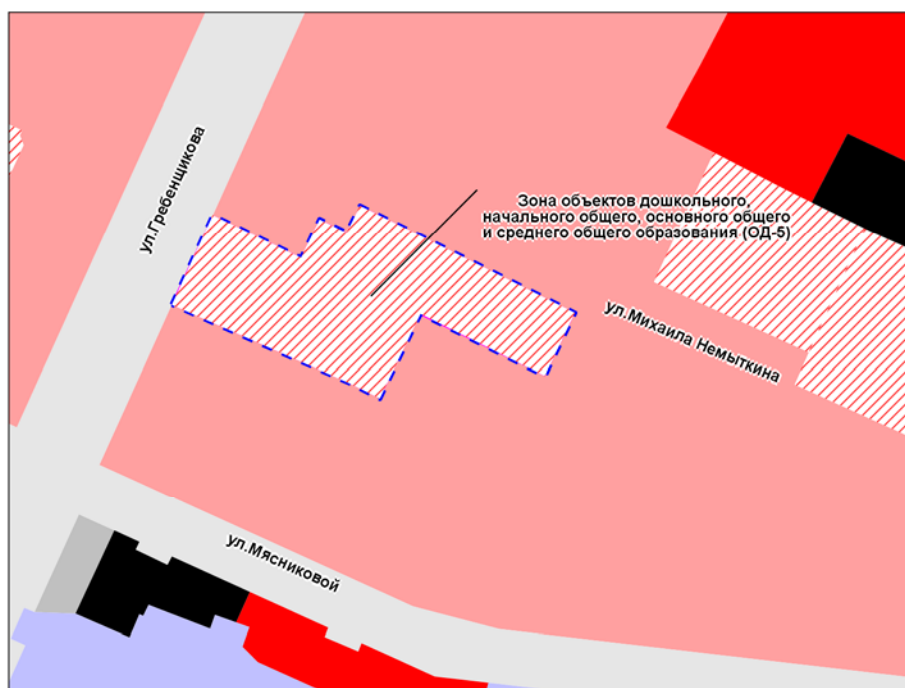 ул.Гребенщикова
Зона объектов дошкольного,
начального общего, основного общего
и среднего общего образования (ОД-5)
ул.Михаила Немыткина
ул.Мясниковой